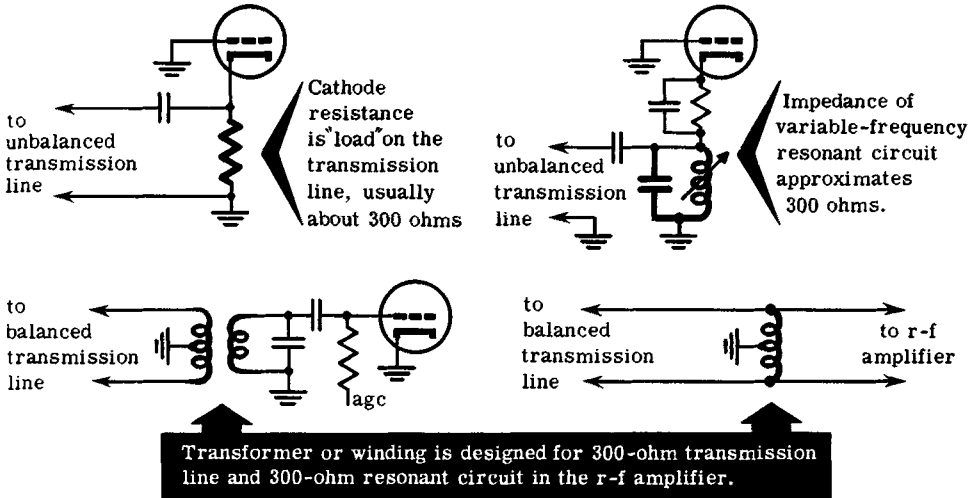 to
unbalanced
transmission
line
Cathode
resistance
is "load" on the
transmission
line, usually
about 300 ohms
to
unbalanced
transmission
line
Impedance of
variable-frequency
resonant circuit
approximates
300 ohms.
to
balanced
transmission
line
agc
to
balanced
transmission
line
to r-f
amplifier
Transformer or winding is designed for 300-ohm transmission
line and 300-ohm resonant circuit in the r-f amplifier.